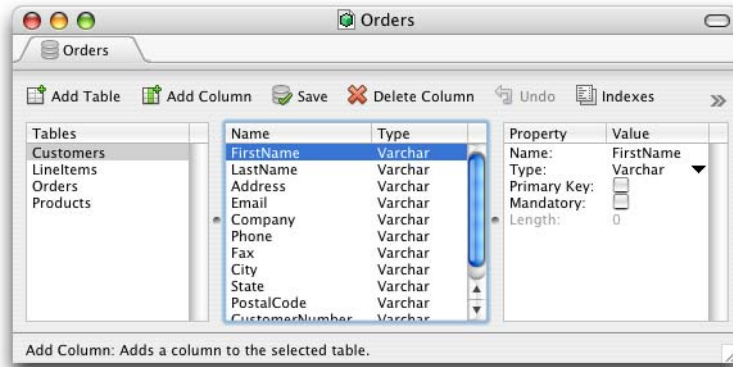 Orders
Orders
Add Table Add Column Save Delete Column Undo Indexes »
Tables
Customers
LineItems
Orders
Products
Name Type
FirstName Varchar
LastName Varchar
Address Varchar
Email Varchar
Company Varchar
Phone Varchar
Fax Varchar
City Varchar
State Varchar
PostalCode Varchar
CustomerNumber Varchar
Property Value
Name: FirstName
Type: Varchar
Primary Key:
Mandatory:
Length: 0
Add Column: Adds a column to the selected table.